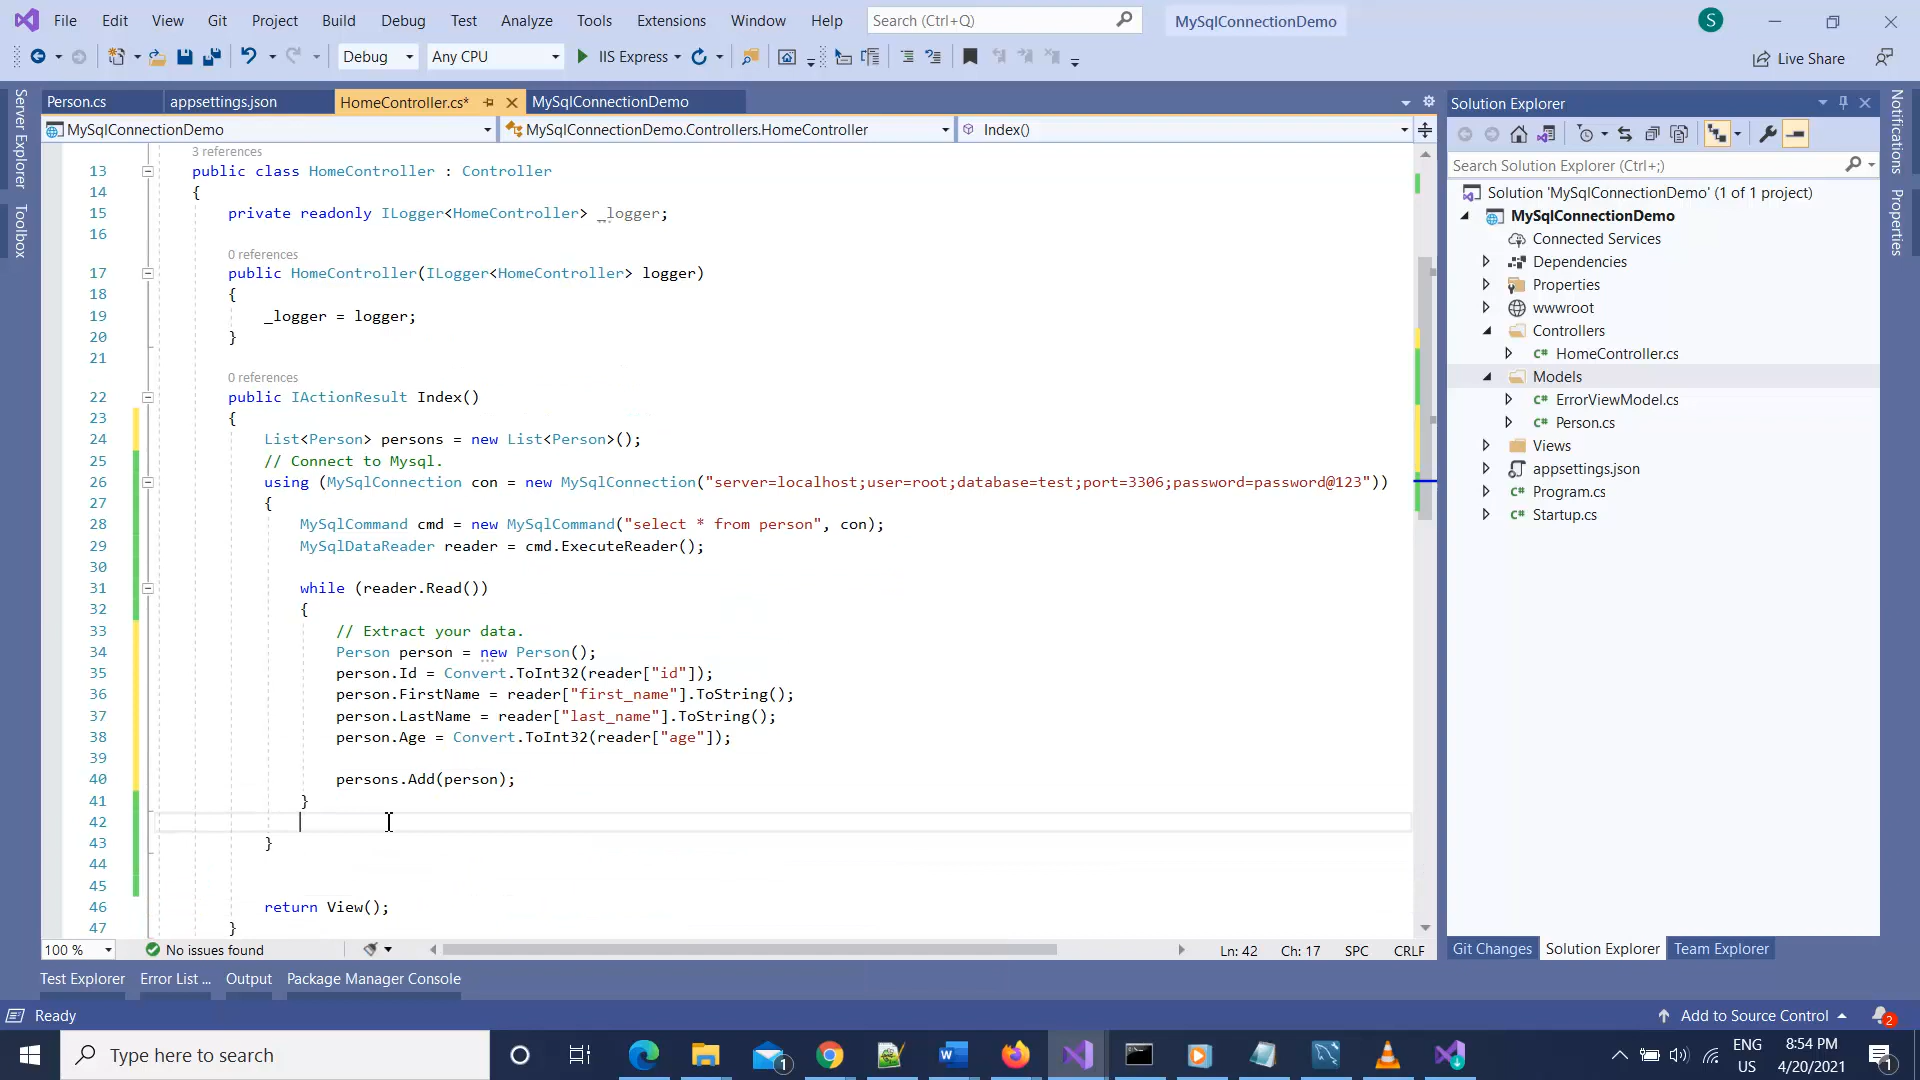 File Edit View Git Project Build Debug Test Analyze Tools Extensions Window Help Search (Ctrl+Q) MySqlConnectionDemo S
Debug Any CPU IIS Express Live Share
Person.cs appsettings.json HomeController.cs* MySqlConnectionDemo
MySqlConnectionDemo MySqlConnectionDemo.Controllers.HomeController Index()
3 references
13 public class HomeController : Controller
14 {
15 private readonly ILogger<HomeController> _logger;
16
0 references
17 public HomeController(ILogger<HomeController> logger)
18 {
19 _logger = logger;
20 }
21
0 references
22 public IActionResult Index()
23 {
24 List<Person> persons = new List<Person>();
25 // Connect to Mysql.
26 using (MySqlConnection con = new MySqlConnection("server=localhost;user=root;database=test;port=3306;password=password@123"))
27 {
28 MySqlCommand cmd = new MySqlCommand("select * from person", con);
29 MySqlDataReader reader = cmd.ExecuteReader();
30
31 while (reader.Read())
32 {
33 // Extract your data.
34 Person person = new Person();
35 person.Id = Convert.ToInt32(reader["id"]);
36 person.FirstName = reader["first_name"].ToString();
37 person.LastName = reader["last_name"].ToString();
38 person.Age = Convert.ToInt32(reader["age"]);
39
40 persons.Add(person);
41 }
42
43 }
44
45
46 return View();
47 }
100 % No issues found Ln: 42 Ch: 17 SPC CRLF
Server Explorer
Toolbox
Solution Explorer
Search Solution Explorer (Ctrl+;)
Solution 'MySqlConnectionDemo' (1 of 1 project)
MySqlConnectionDemo
Connected Services
Dependencies
Properties
wwwroot
Controllers
C# HomeController.cs
Models
C# ErrorViewModel.cs
C# Person.cs
Views
appsettings.json
C# Program.cs
C# Startup.cs
Git Changes Solution Explorer Team Explorer
Notifications
Properties
Test Explorer Error List ... Output Package Manager Console
Ready Add to Source Control 2
Type here to search 1 ENG US 8:54 PM 4/20/2021 1